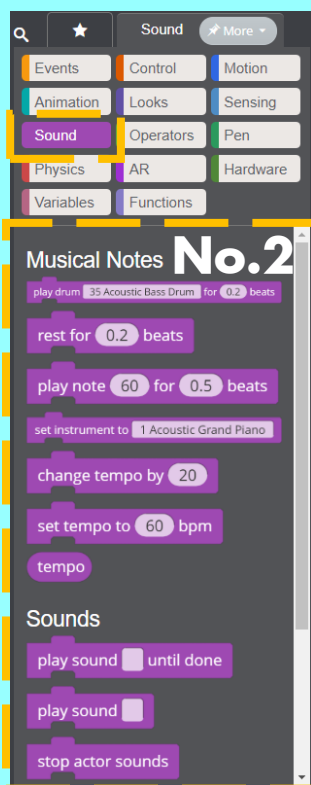 Sound More
Events Control Motion
Animation Looks Sensing
Sound Operators Pen
Physics AR Hardware
Variables Functions
Musical Notes No.2
play drum 35 Acoustic Bass Drum for 0.2 beats
rest for 0.2 beats
play note 60 for 0.5 beats
set instrument to 1 Acoustic Grand Piano
change tempo by 20
set tempo to 60 bpm
tempo
Sounds
play sound until done
play sound
stop actor sounds